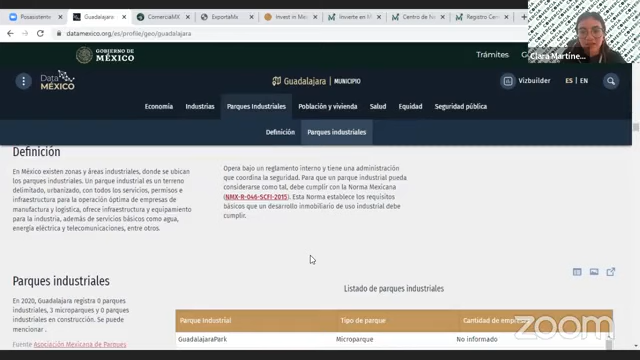 Posasistente
Guadalajara
ComercialMX
ExportaMs
Invest in Mex
Invierte en M
Centro de
Registro Cer
datamexico.org/es/profile/geo/guadalajara
GOBIERNO DE
MÉXICO
Trámites
Clara Martíne...
Data
MÉXICO
Guadalajara | MUNICIPIO
Vizbuilder
ES | EN
Economía
Industrias
Parques Industriales
Población y vivienda
Salud
Equidad
Seguridad pública
Definición
Parques industriales
Definición
En México existen zonas y áreas industriales, donde se ubican
los parques industriales. Un parque industrial es un terreno
delimitado, urbanizado, con todos los servicios, permisos e
infraestructura para la operación óptima de empresas de
manufactura y logística, ofrece infraestructura y equipamiento
para la industria, además de servicios básicos como agua,
energía eléctrica y telecomunicaciones, entre otros.
Opera bajo un reglamento interno y tiene una administración
que coordina la seguridad. Para que un parque industrial pueda
considerarse como tal, debe cumplir con la Norma Mexicana
(NMX-R-046-SCFI-2015). Esta Norma establece los requisitos
básicos que un desarrollo inmobiliario de uso industrial debe
cumplir.
Parques industriales
En 2020, Guadalajara registra 0 parques
industriales, 3 microparques y 0 parques
industriales en construcción. Se puede
mencionar .
Fuente Asociación Mexicana de Parques
Listado de parques industriales
Parque Industrial
Tipo de parque
Cantidad de empre
GuadalajaraPark
Microparque
No informado
zoom